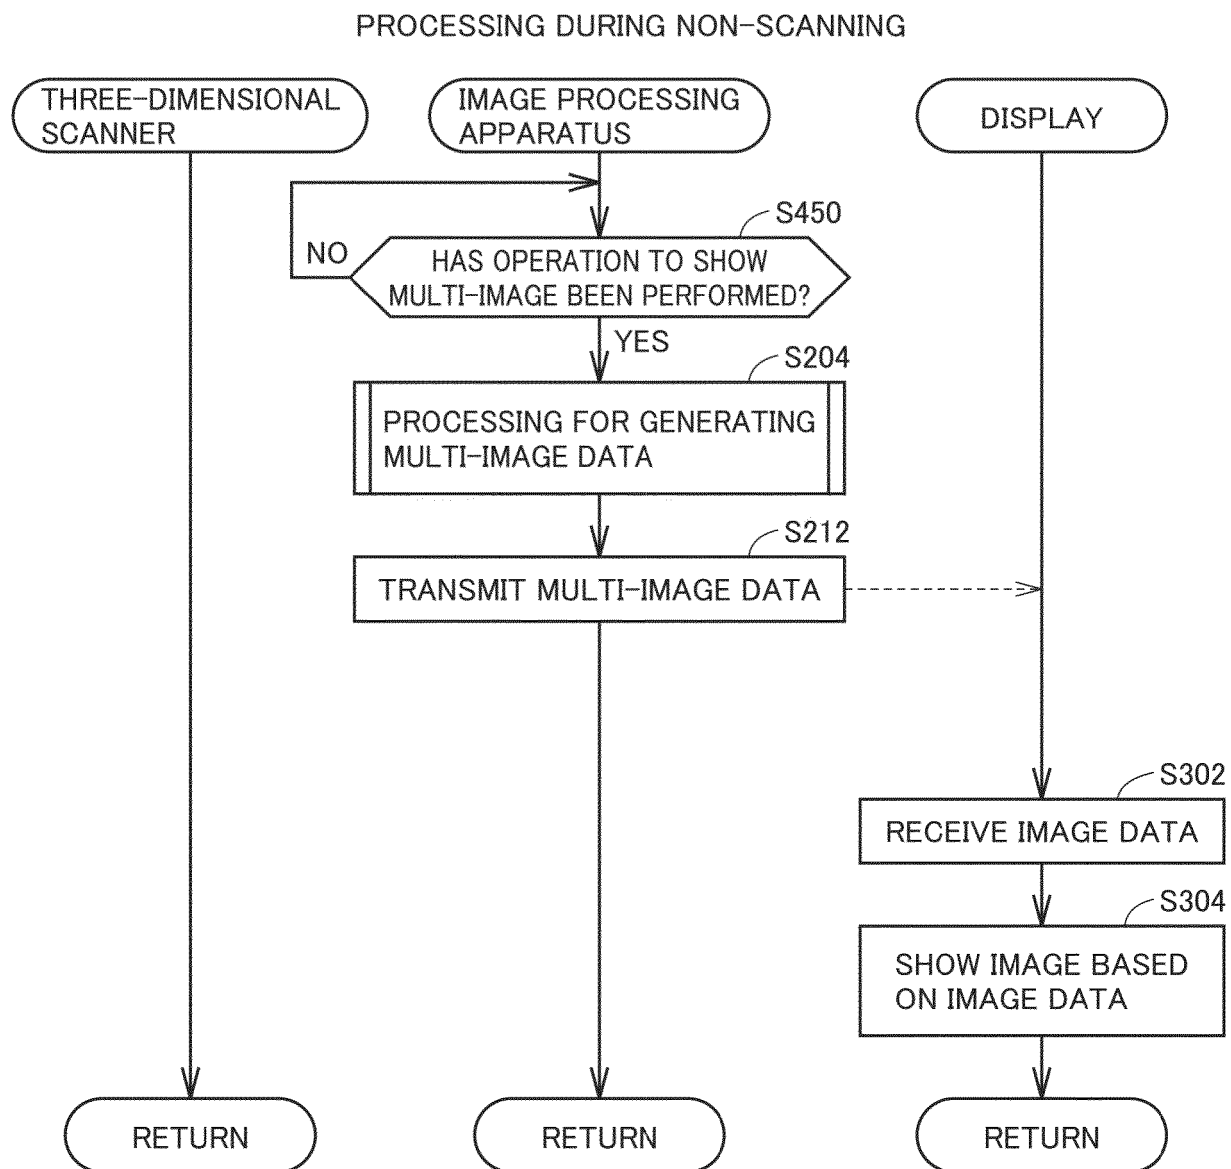 PROCESSING DURING NON-SCANNING
THREE-DIMENSIONAL
SCANNER
IMAGE PROCESSING
APPARATUS
DISPLAY
S450
NO
HAS OPERATION TO SHOW
MULTI-IMAGE BEEN PERFORMED?
YES
S204
PROCESSING FOR GENERATING
MULTI-IMAGE DATA
S212
TRANSMIT MULTI-IMAGE DATA
S302
RECEIVE IMAGE DATA
S304
SHOW IMAGE BASED
ON IMAGE DATA
RETURN
RETURN
RETURN